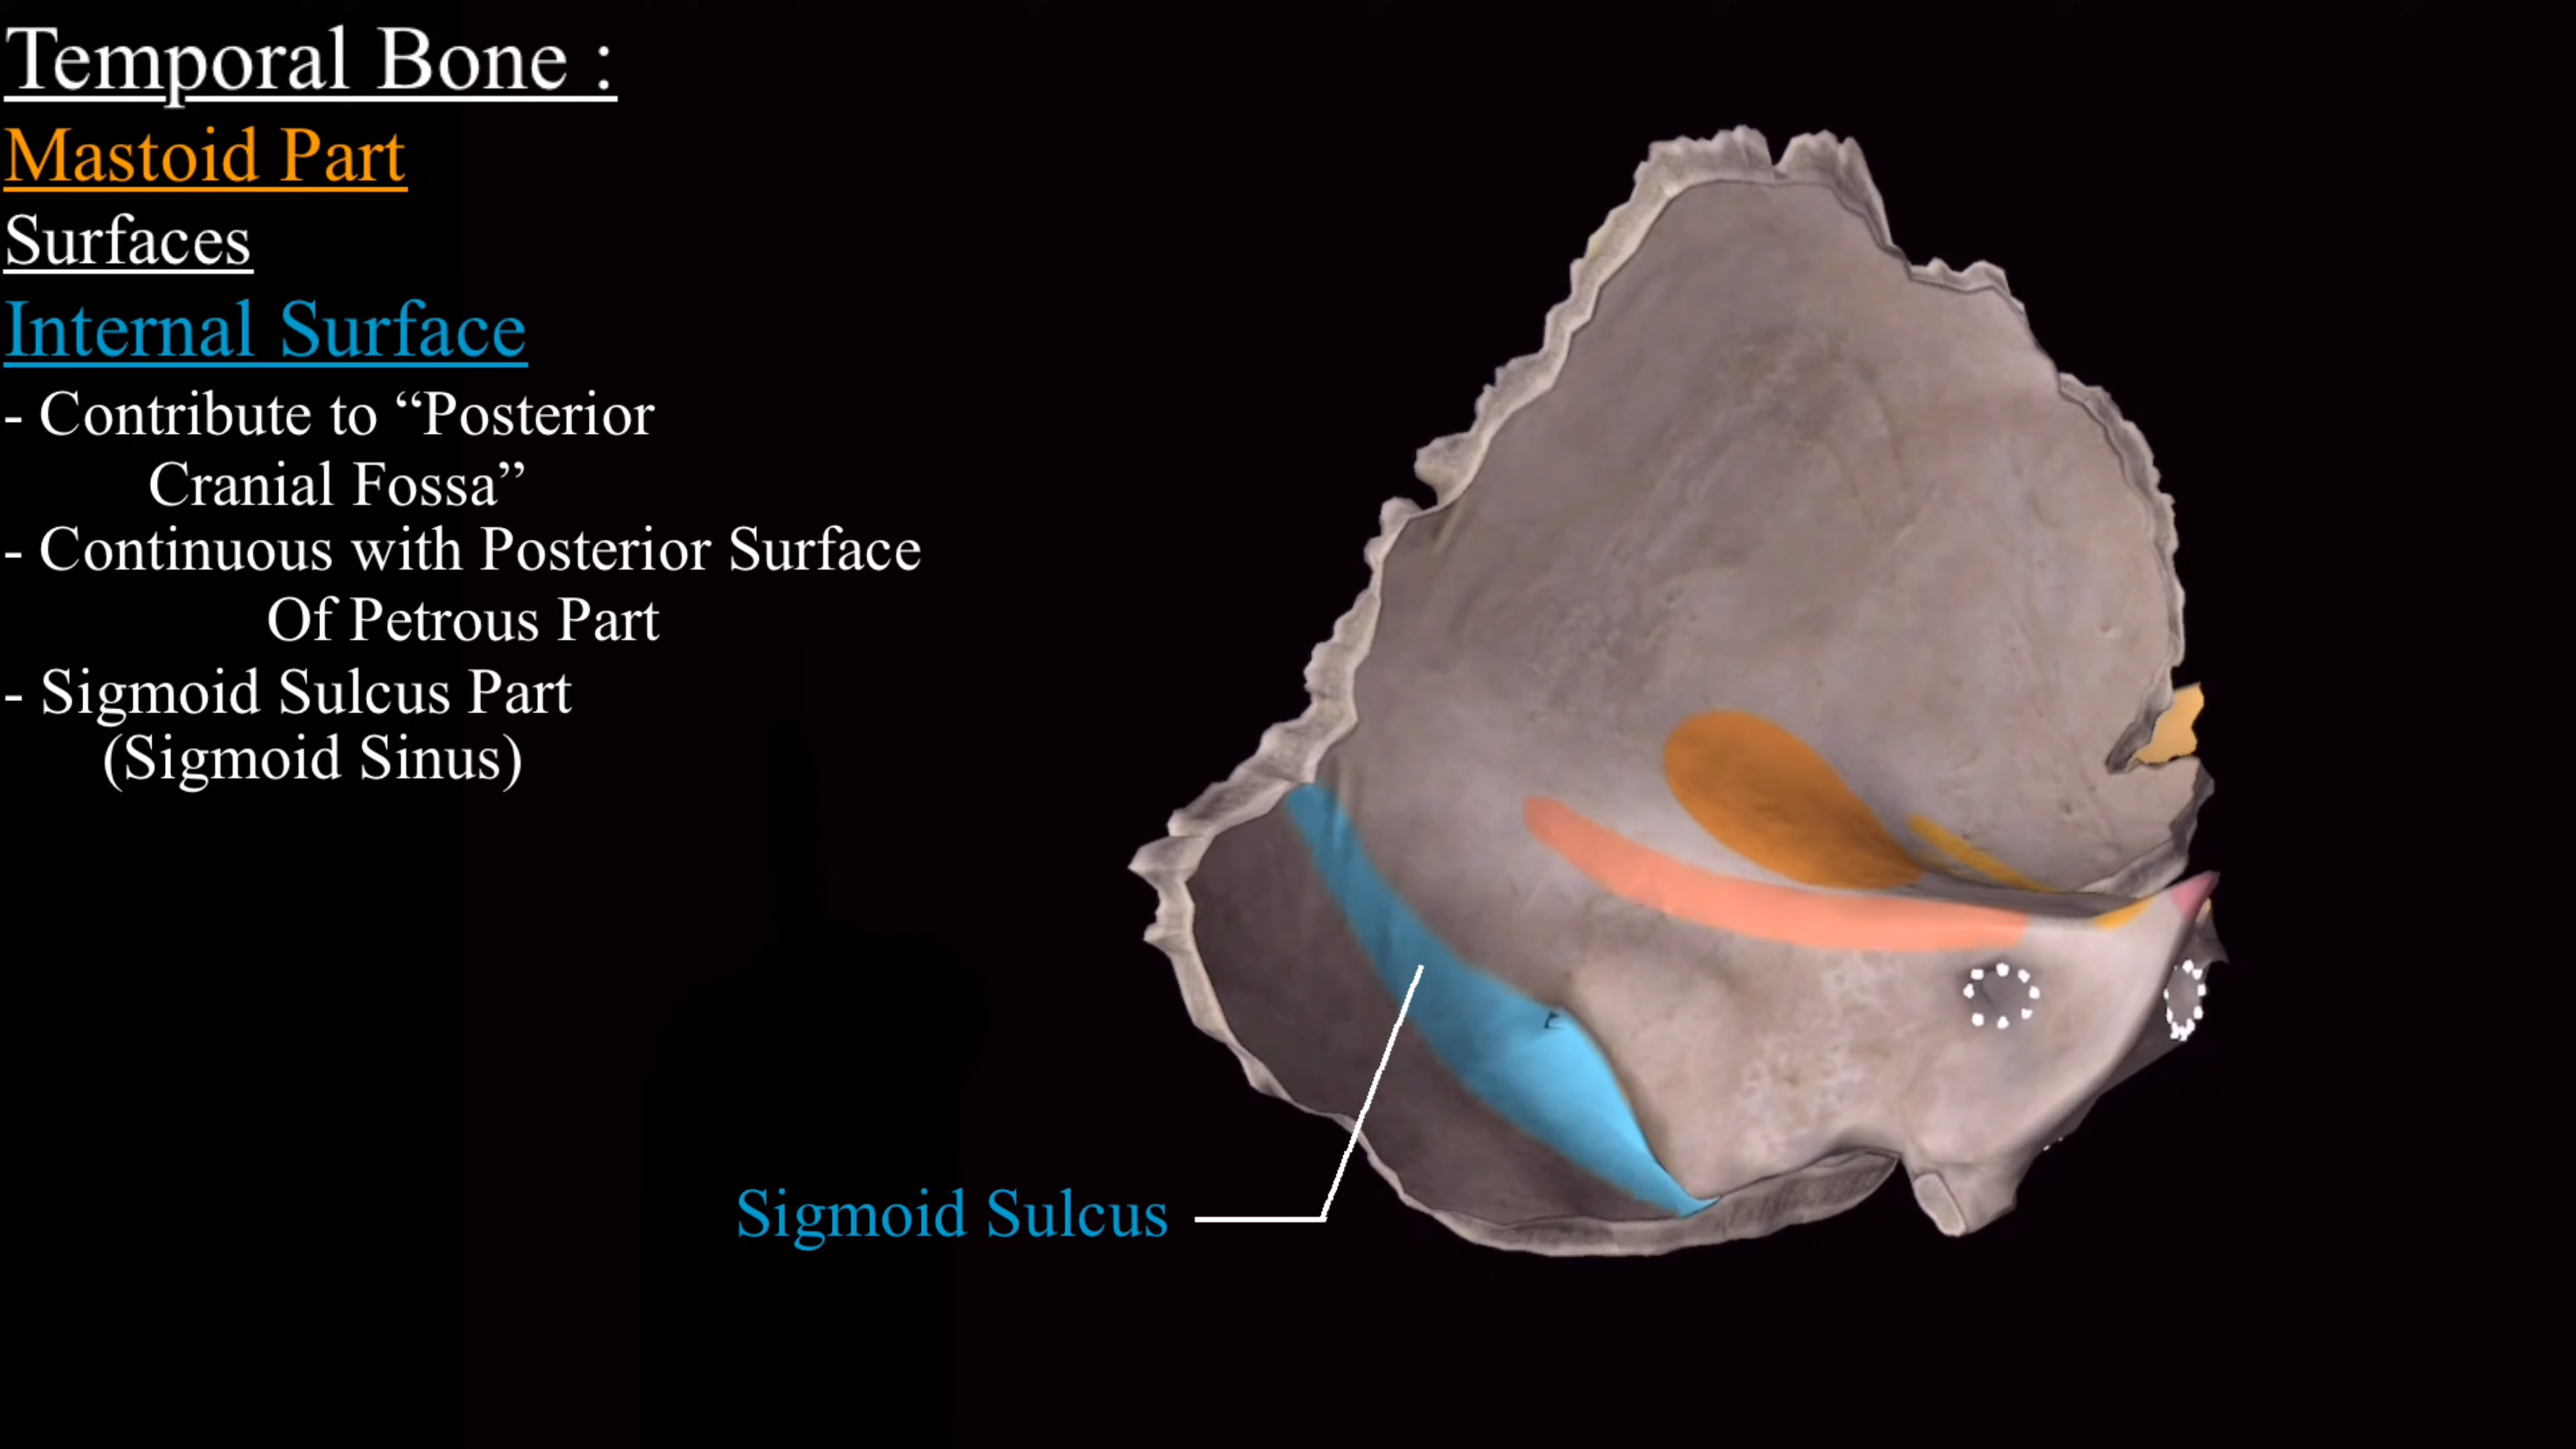 Temporal Bone :
Mastoid Part
Surfaces
Internal Surface
- Contribute to “Posterior
Cranial Fossa”
- Continuous with Posterior Surface
Of Petrous Part
- Sigmoid Sulcus Part
(Sigmoid Sinus)
Sigmoid Sulcus